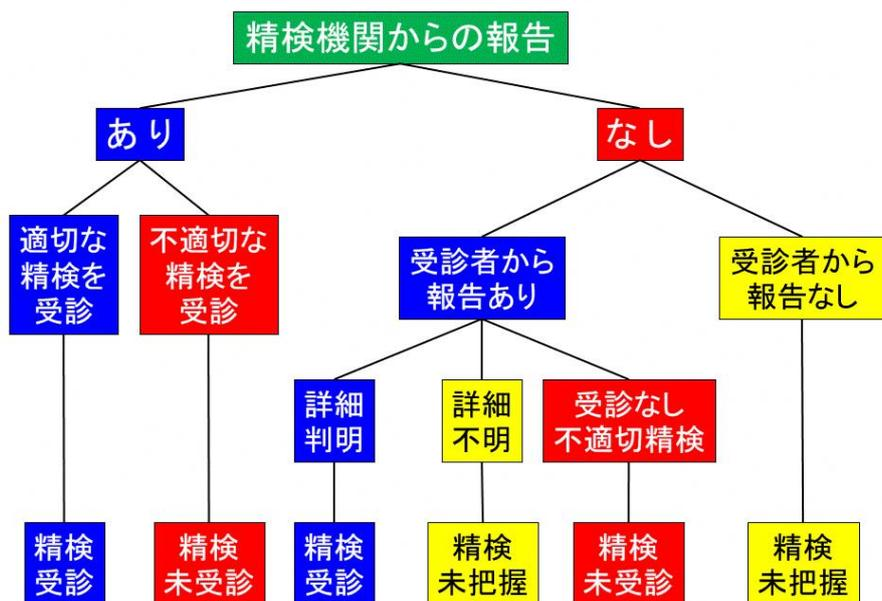 精検機関からの報告
あり
なし
適切な
精検を
受診
不適切な
精検を
受診
受診者から
報告あり
受診者から
報告なし
詳細
判明
詳細
不明
受診なし
不適切精検
精検
受診
精検
未受診
精検
受診
精検
未把握
精検
未受診
精検
未把握